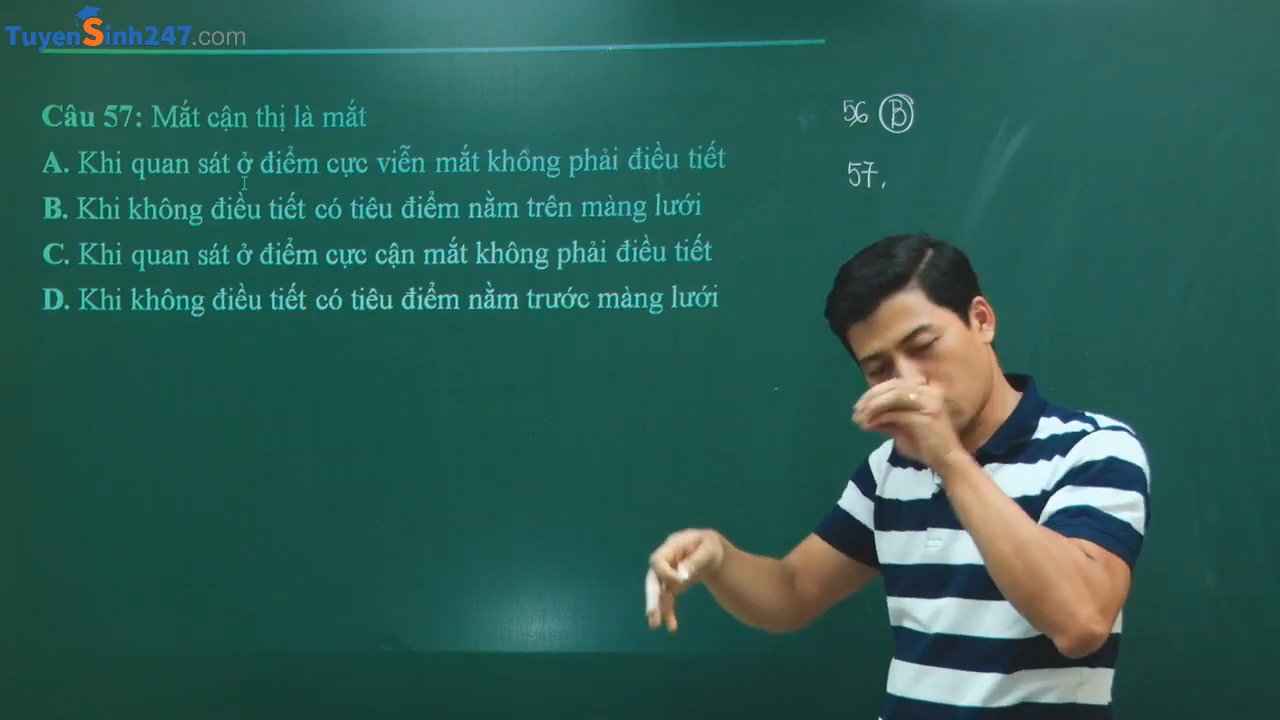 TuyenSinh247.com
Câu 57: Mắt cận thị là mắt
A. Khi quan sát ở điểm cực viễn mắt không phải điều tiết
B. Khi không điều tiết có tiêu điểm nằm trên màng lưới
C. Khi quan sát ở điểm cực cận mắt không phải điều tiết
D. Khi không điều tiết có tiêu điểm nằm trước màng lưới
56 B
57.